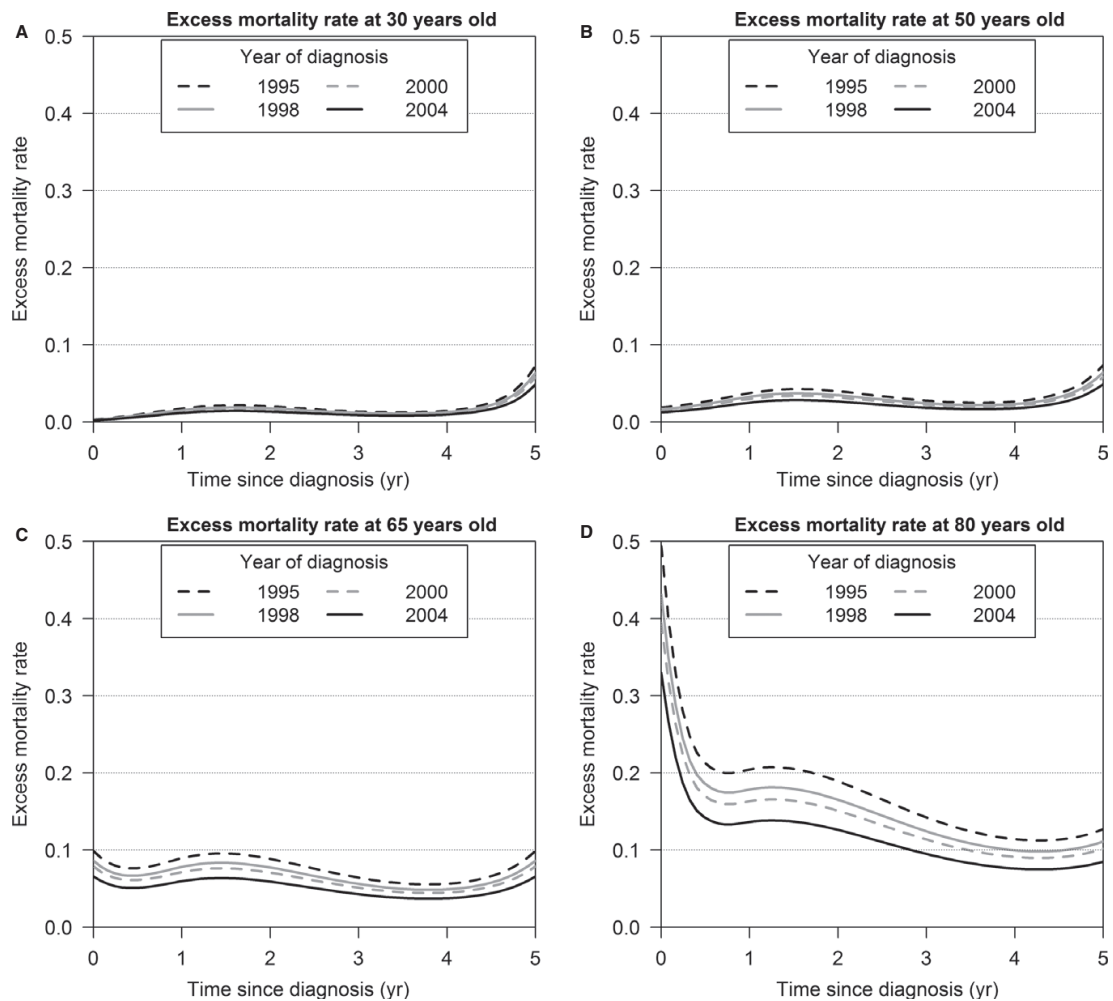 A
Excess mortality rate at 30 years old
Year of diagnosis
1995 2000
1998 2004
0.5
0.4
0.3
0.2
0.1
0.0
Excess mortality rate
0 1 2 3 4 5
Time since diagnosis (yr)
B
Excess mortality rate at 50 years old
Year of diagnosis
1995 2000
1998 2004
0.5
0.4
0.3
0.2
0.1
0.0
Excess mortality rate
0 1 2 3 4 5
Time since diagnosis (yr)
C
Excess mortality rate at 65 years old
Year of diagnosis
1995 2000
1998 2004
0.5
0.4
0.3
0.2
0.1
0.0
Excess mortality rate
0 1 2 3 4 5
Time since diagnosis (yr)
D
Excess mortality rate at 80 years old
Year of diagnosis
1995 2000
1998 2004
0.5
0.4
0.3
0.2
0.1
0.0
Excess mortality rate
0 1 2 3 4 5
Time since diagnosis (yr)